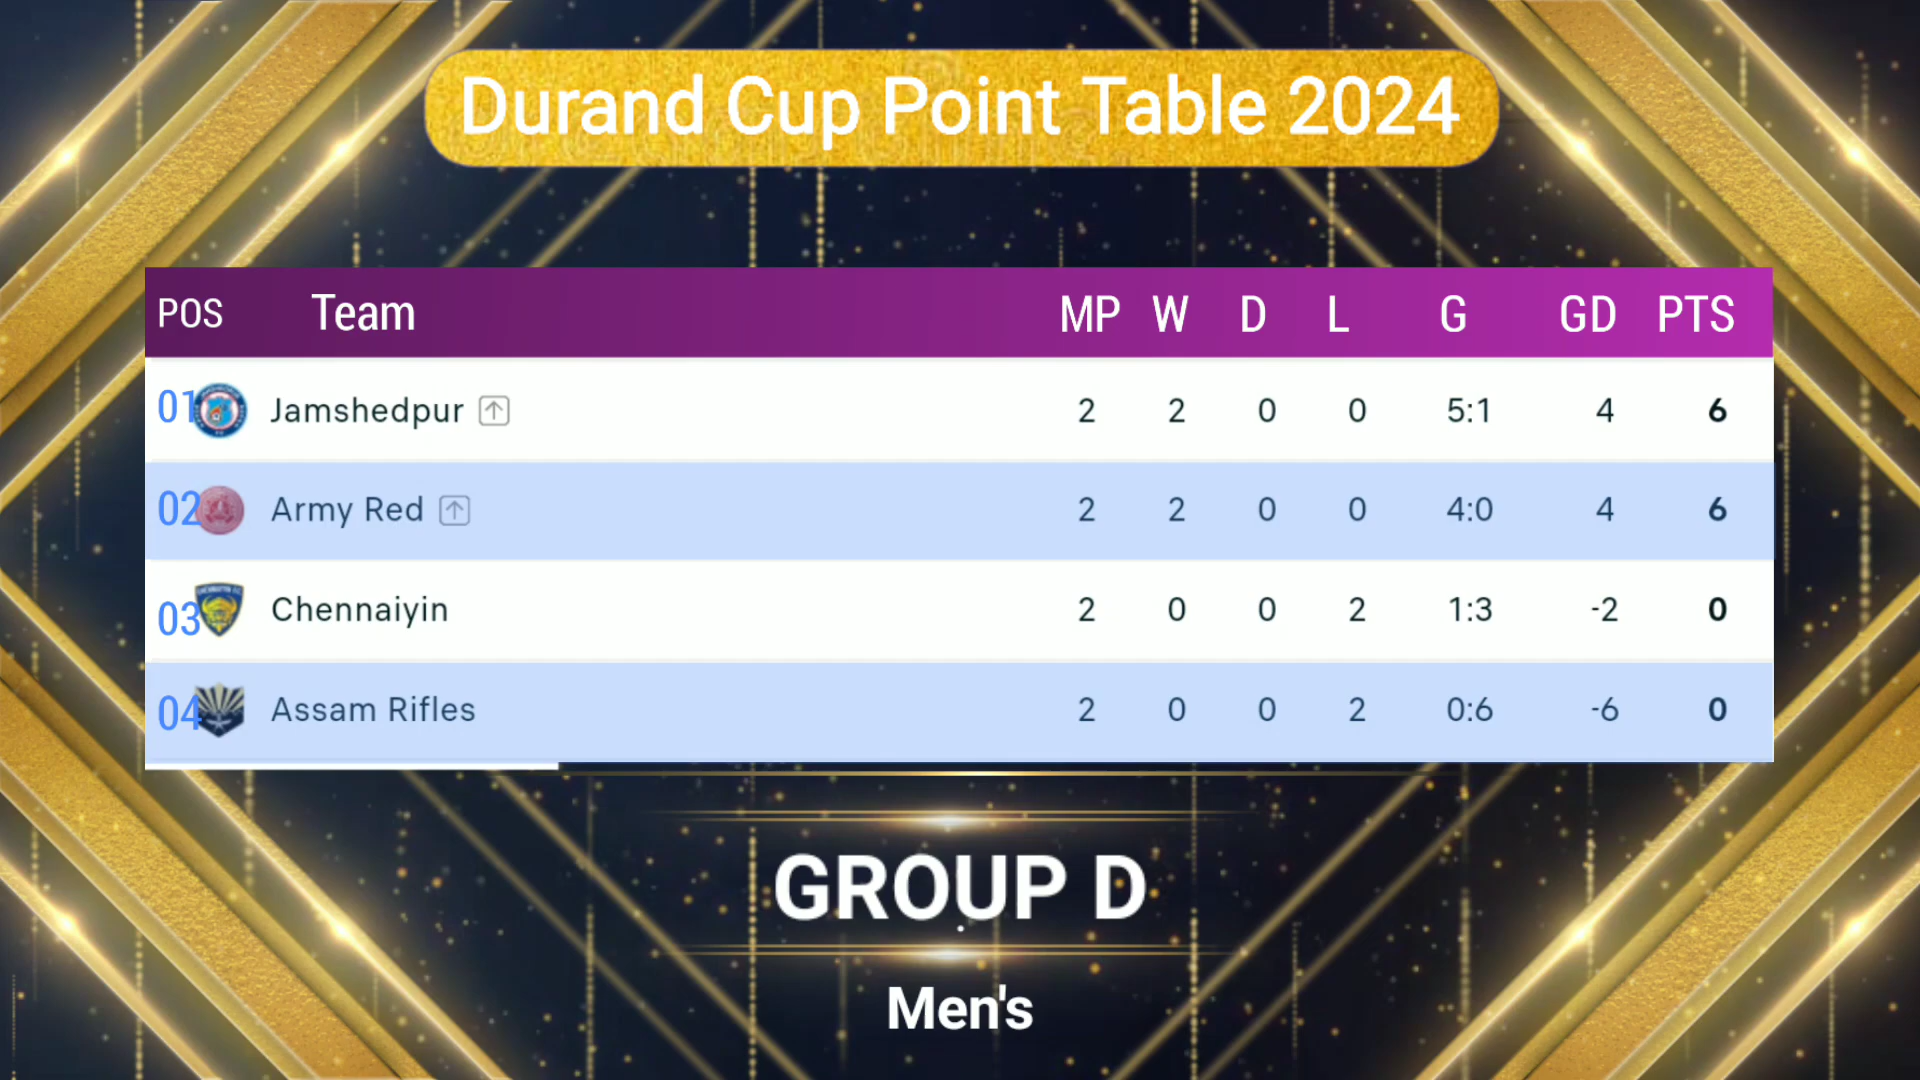 Durand Cup Point Table 2024
POS Team MP W D L G GD PTS
01 Jamshedpur 2 2 0 0 5:1 4 6
02 Army Red 2 2 0 0 4:0 4 6
03 Chennaiyin 2 0 0 2 1:3 -2 0
04 Assam Rifles 2 0 0 2 0:6 -6 0
GROUP D
Men's